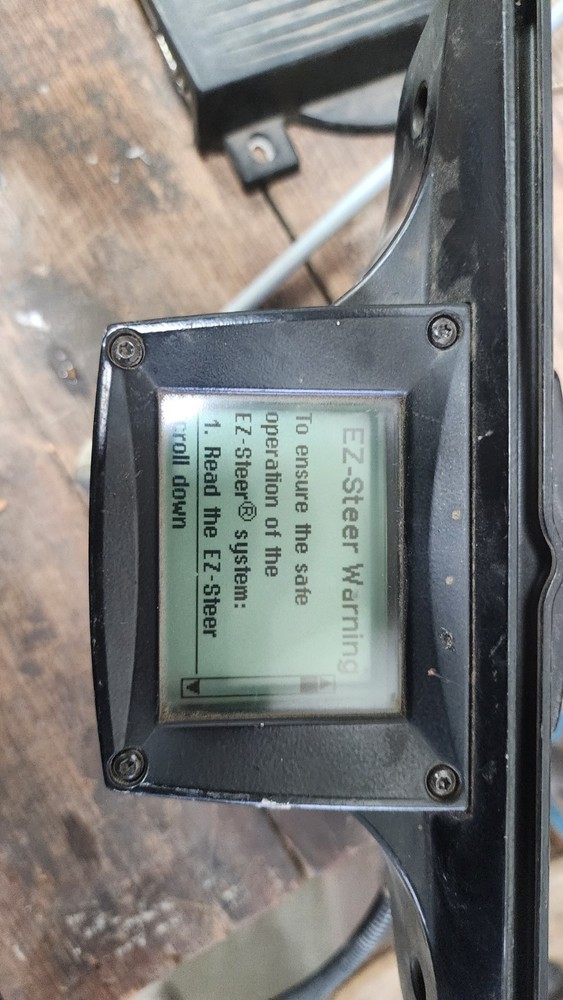 EZ-Steer Warning
To ensure the safe
operation of the
EZ-Steer® system:
1. Read the EZ-Steer
croll down